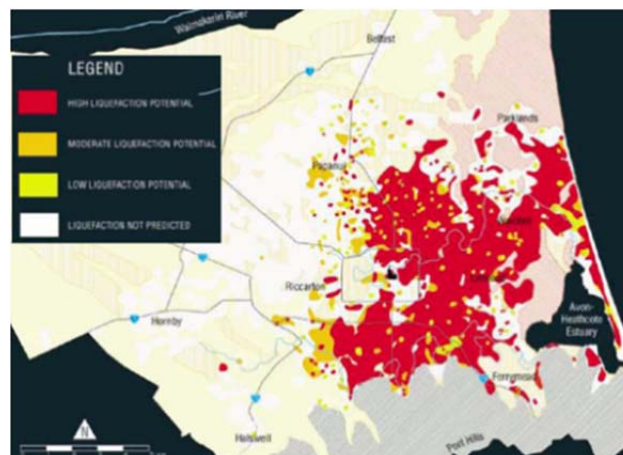 Waimakariri River
Belfast
LEGEND
HIGH LIQUEFACTION POTENTIAL
MODERATE LIQUEFACTION POTENTIAL
LOW LIQUEFACTION POTENTIAL
LIQUEFACTION NOT PREDICTED
Parklands
Papanui
Riccarton
Hornby
Avon-
Heathcote
Estuary
Ferrymead
Halswell
Port Hills
N